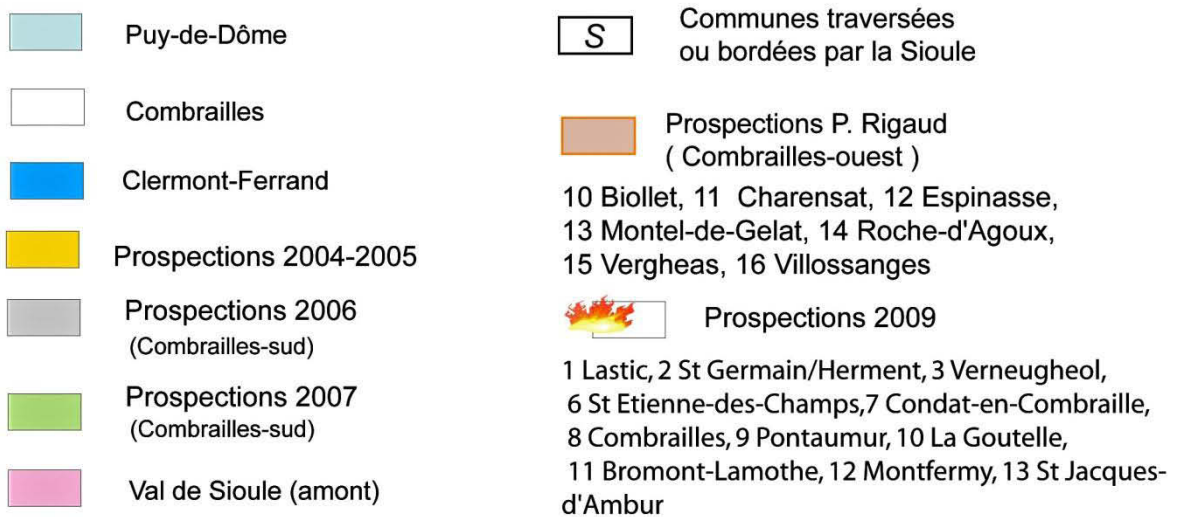 Puy-de-Dôme
Combrailles
Clermont-Ferrand
Prospections 2004-2005
Prospections 2006
(Combrailles-sud)
Prospections 2007
(Combrailles-sud)
Val de Sioule (amont)
S
Communes traversées
ou bordées par la Sioule
Prospections P. Rigaud
( Combrailles-ouest )
10 Biollet, 11 Charensat, 12 Espinasse,
13 Montel-de-Gelat, 14 Roche-d'Agoux,
15 Vergheas, 16 Villossanges
Prospections 2009
1 Lastic, 2 St Germain/Herment, 3 Verneugheol,
6 St Etienne-des-Champs,7 Condat-en-Combraille,
8 Combrailles, 9 Pontaumur, 10 La Goutelle,
11 Bromont-Lamothe, 12 Montfermy, 13 St Jacques-
d'Ambur